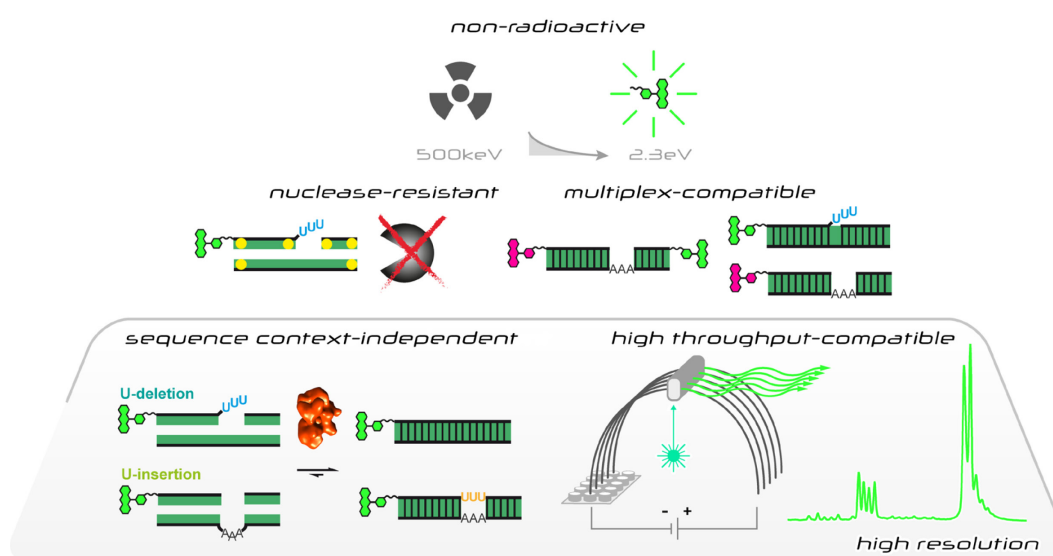 non-radioactive
500keV 2.3eV
nuclease-resistant multiplex-compatible
UUU
UUU
AAA
AAA
sequence context-independent high throughput-compatible
U-deletion
UUU
U-insertion
UUU
AAA
AAA
- +
high resolution